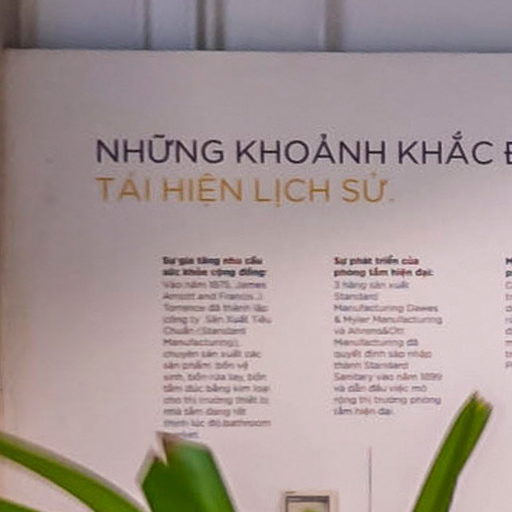 NHỮNG KHOẢNH KHẮC
TÁI HIỆN LỊCH SỬ.
Sự gia tăng nhu cầu
sức khỏe cộng đồng:
Vào năm 1875, James
Arrott and Francis J.
Torrance đã thành lập
công ty Sản Xuất Tiêu
Chuẩn (Standard
Manufacturing),
chuyên sản xuất các
sản phẩm: bồn vệ
sinh, bồn rửa tay, bồn
tắm đúc bằng kim loại
cho thị trường thiết bị
nhà tắm đang rất
thịnh lúc đó.bathroom
Sự phát triển của
phòng tắm hiện đại:
3 hãng sản xuất
Standard
Manufacturing Dawes
& Myler Manufacturing
và Ahrens&Ott
Manufacturing đã
quyết định sáp nhập
thành Standard
Sanitary vào năm 1899
và dẫn đầu việc mở
rộng thị trường phòng
tắm hiện đại.